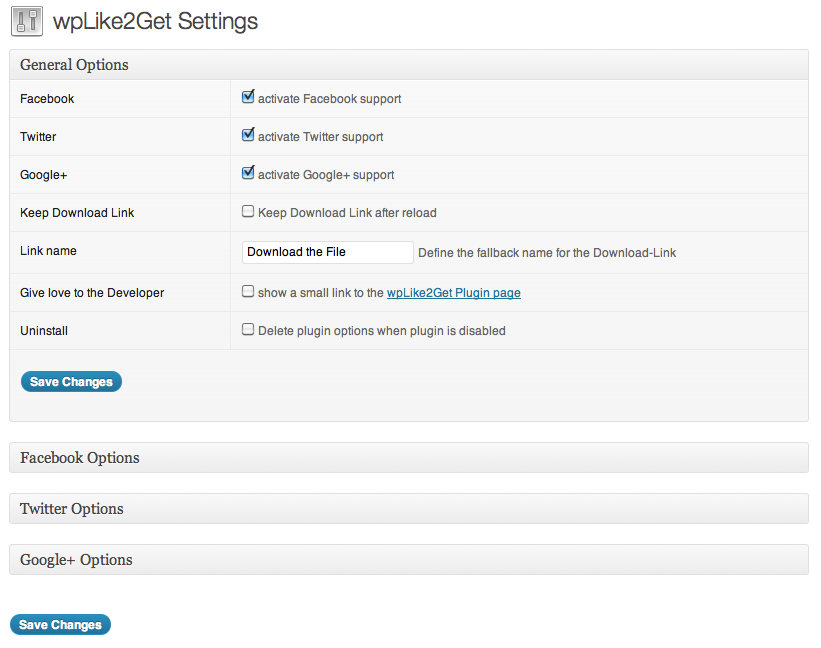 wpLike2Get Settings
General Options
Facebook activate Facebook support
Twitter activate Twitter support
Google+ activate Google+ support
Keep Download Link Keep Download Link after reload
Link name Download the File Define the fallback name for the Download-Link
Give love to the Developer show a small link to the wpLike2Get Plugin page
Uninstall Delete plugin options when plugin is disabled
Save Changes
Facebook Options
Twitter Options
Google+ Options
Save Changes